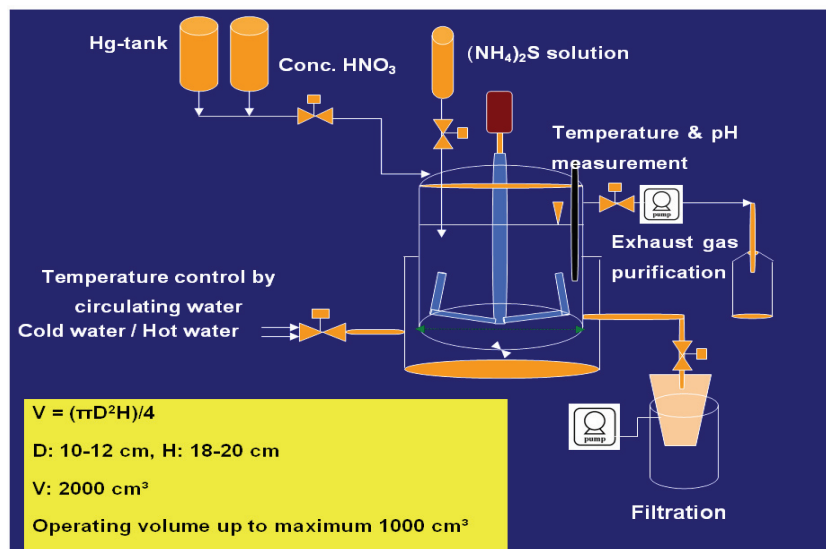 Hg-tank
Conc. HNO₃
(NH₄)₂S solution
Temperature & pH
measurement
pump
Exhaust gas
purification
Temperature control by
circulating water
Cold water / Hot water
V = (πD²H)/4
D: 10-12 cm, H: 18-20 cm
V: 2000 cm³
Operating volume up to maximum 1000 cm³
pump
Filtration